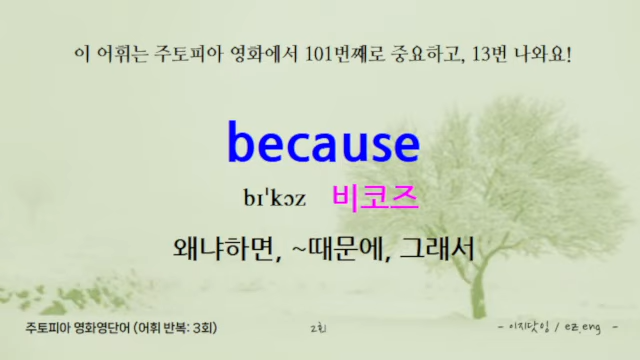 이 어휘는 주토피아 영화에서 101번째로 중요하고, 13번 나와요!
because
bɪˈkɔz 비코즈
왜냐하면, ~때문에, 그래서
주토피아 영화영단어 (어휘 반복: 3회) 2회 - 이지닷잉 / ez.eng -